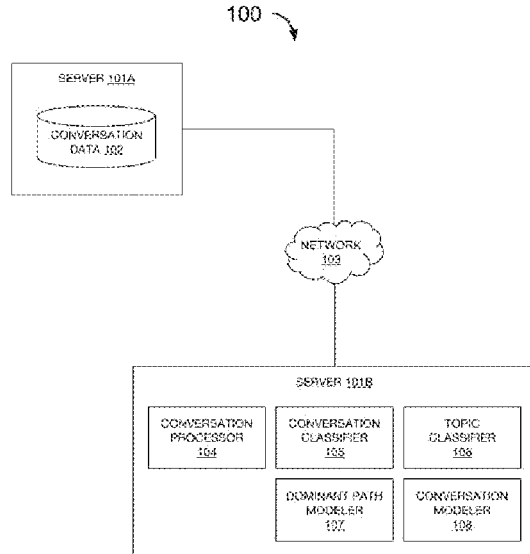 100
SERVER 101A
CONVERSATION
DATA 102
NETWORK
103
SERVER 101B
CONVERSATION
PROCESSOR
104
CONVERSATION
CLASSIFIER
105
TOPIC
CLASSIFIER
106
DOMINANT PATH
MODELER
107
CONVERSATION
MODELER
108